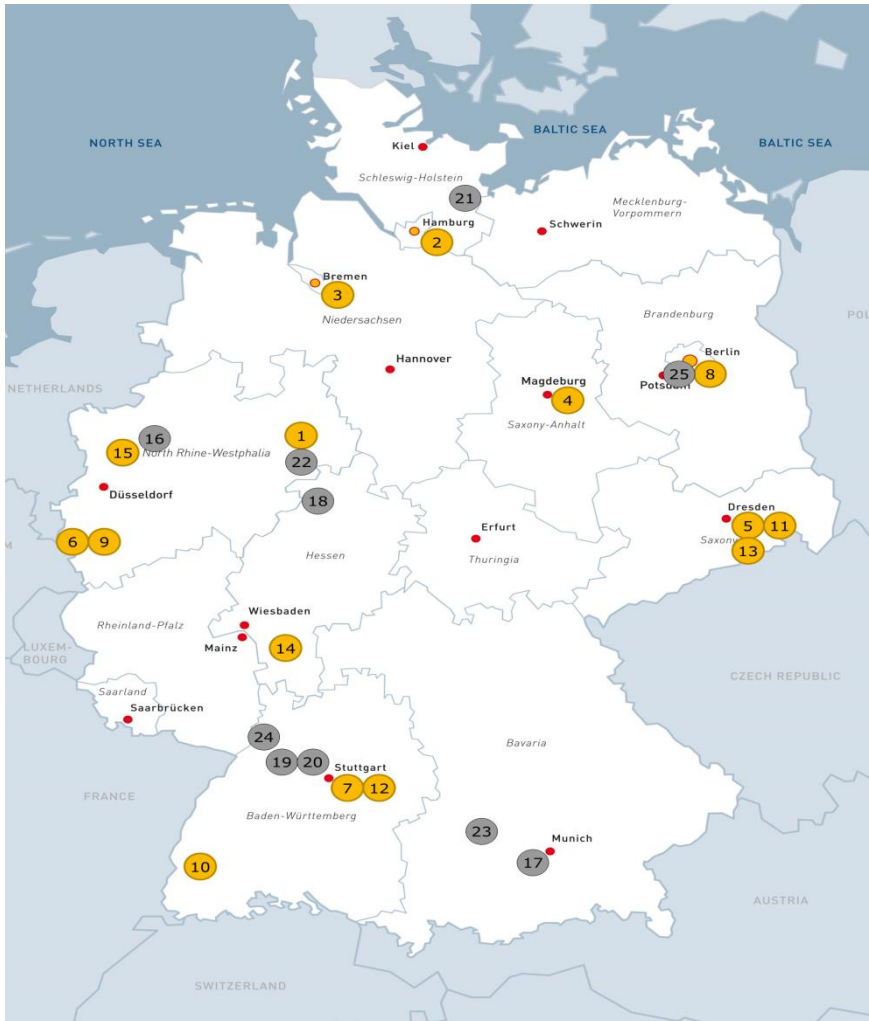 NORTH SEA
BALTIC SEA
BALTIC SEA
Kiel
Schleswig-Holstein
21
Mecklenburg-
Vorpommern
Hamburg
2
Schwerin
Bremen
3
Niedersachsen
Brandenburg
POL
Hannover
Berlin
Potsdam
25
8
NETHERLANDS
Magdeburg
4
Saxony-Anhalt
1
16
15
North Rhine-Westphalia
22
Düsseldorf
18
6
9
Hessen
Erfurt
Thuringia
Dresden
5
11
Saxony
13
Wiesbaden
Rheinland-Pfalz
Mainz
14
LUXEM-
BOURG
CZECH REPUBLIC
Saarland
Saarbrücken
24
19
20
Stuttgart
7
12
Bavaria
FRANCE
Baden-Württemberg
23
Munich
17
10
AUSTRIA
SWITZERLAND